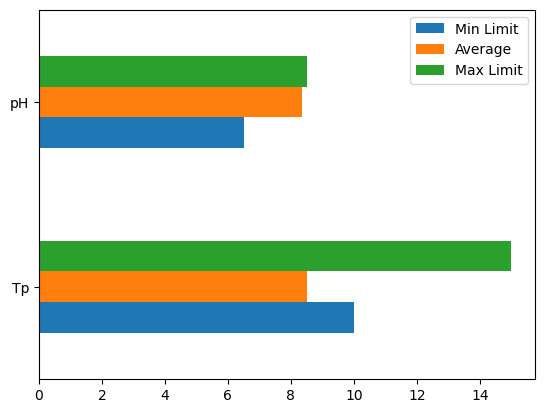 Min Limit
Average
Max Limit
pH
Tp
0 2 4 6 8 10 12 14